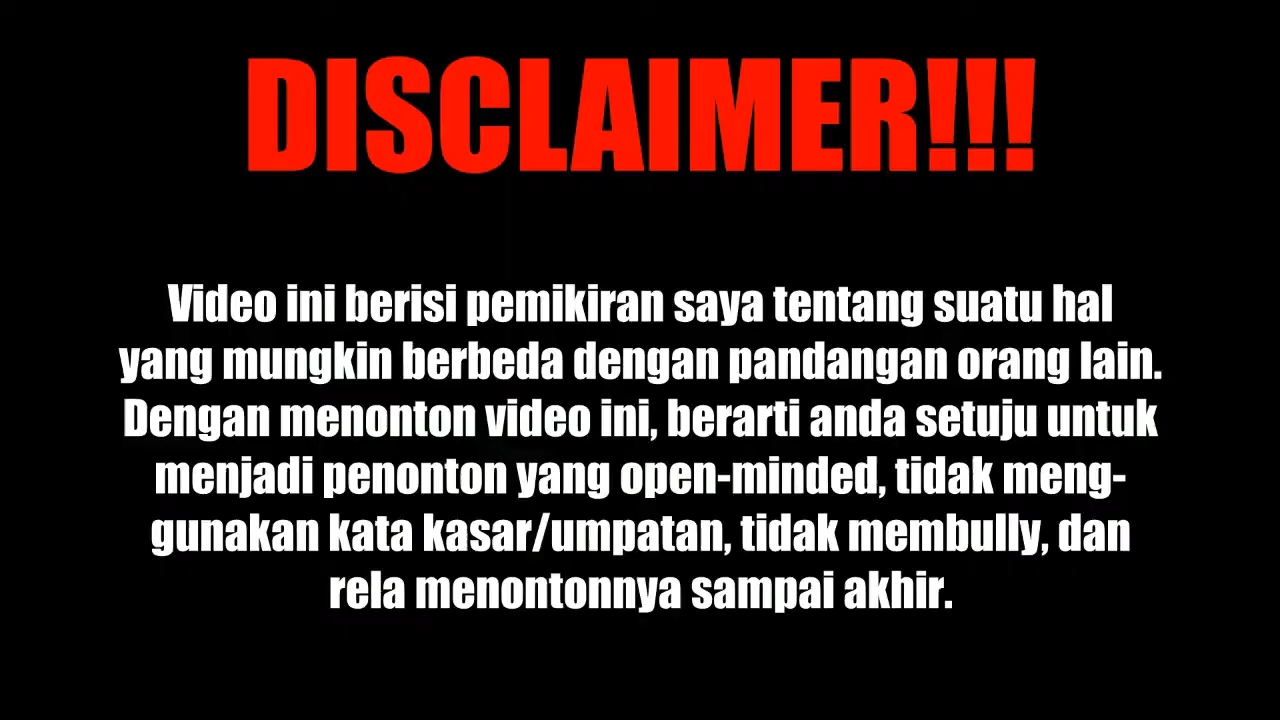 DISCLAIMER!!!
Video ini berisi pemikiran saya tentang suatu hal
yang mungkin berbeda dengan pandangan orang lain.
Dengan menonton video ini, berarti anda setuju untuk
menjadi penonton yang open-minded, tidak meng-
gunakan kata kasar/umpatan, tidak membully, dan
rela menontonnya sampai akhir.